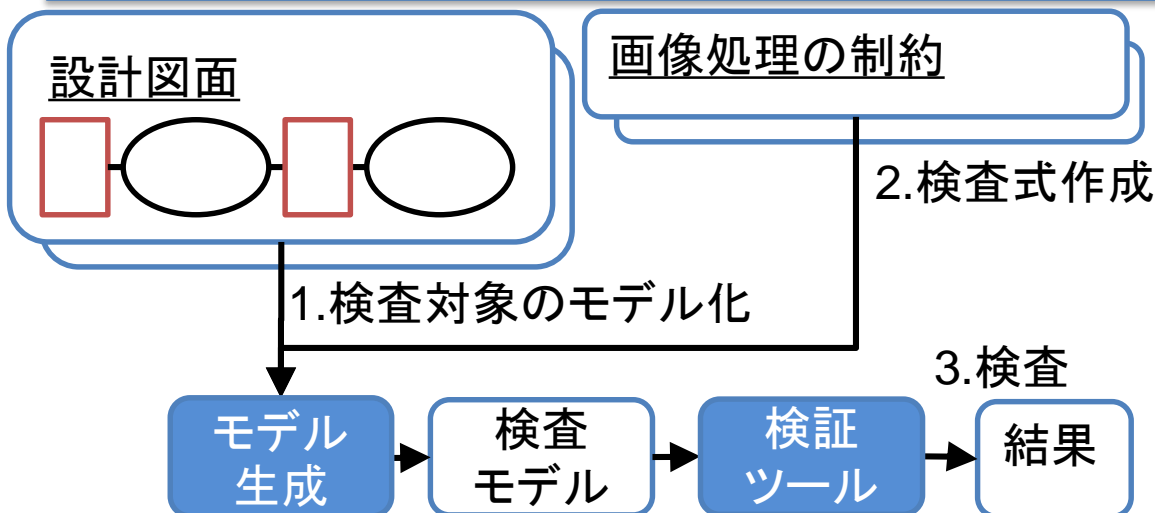 設計図面
画像処理の制約
2.検査式作成
1.検査対象のモデル化
3.検査
モデル
生成
検査
モデル
検証
ツール
結果